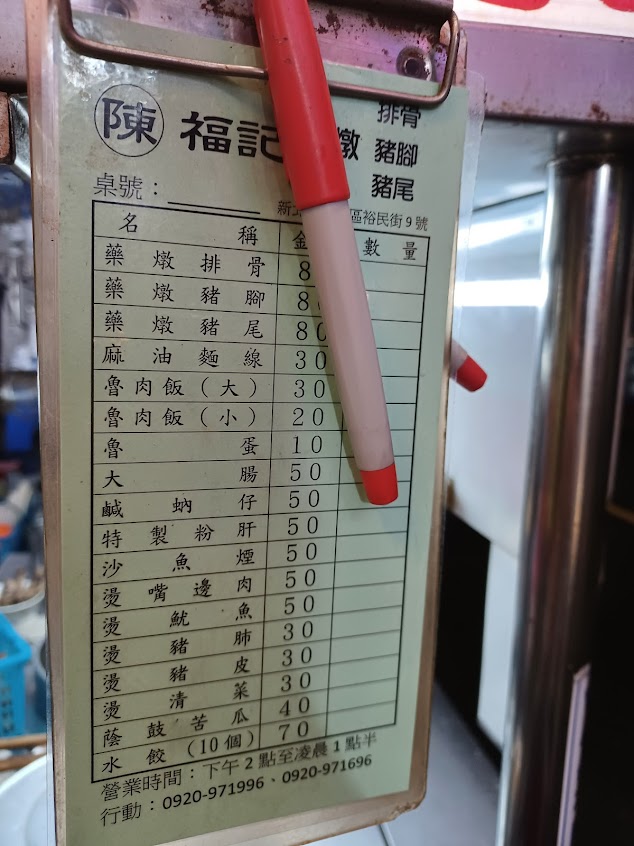 陳 福記 燉 排骨
豬腳
豬尾
桌號：
區裕民街9號
名稱 金 數量
藥燉排骨 8
藥燉豬腳 8
藥燉豬尾 80
麻油麵線 30
魯肉飯（大） 30
魯肉飯（小） 20
魯蛋 10
大腸 50
鹹蚋仔 50
特製粉肝 50
沙魚煙 50
燙嘴邊肉 50
燙魷魚 50
燙豬肺 30
燙豬皮 30
燙清菜 30
蔭鼓苦瓜 40
水餃（10個） 70
營業時間：下午2點至凌晨1點半
行動：0920-971996、0920-971696